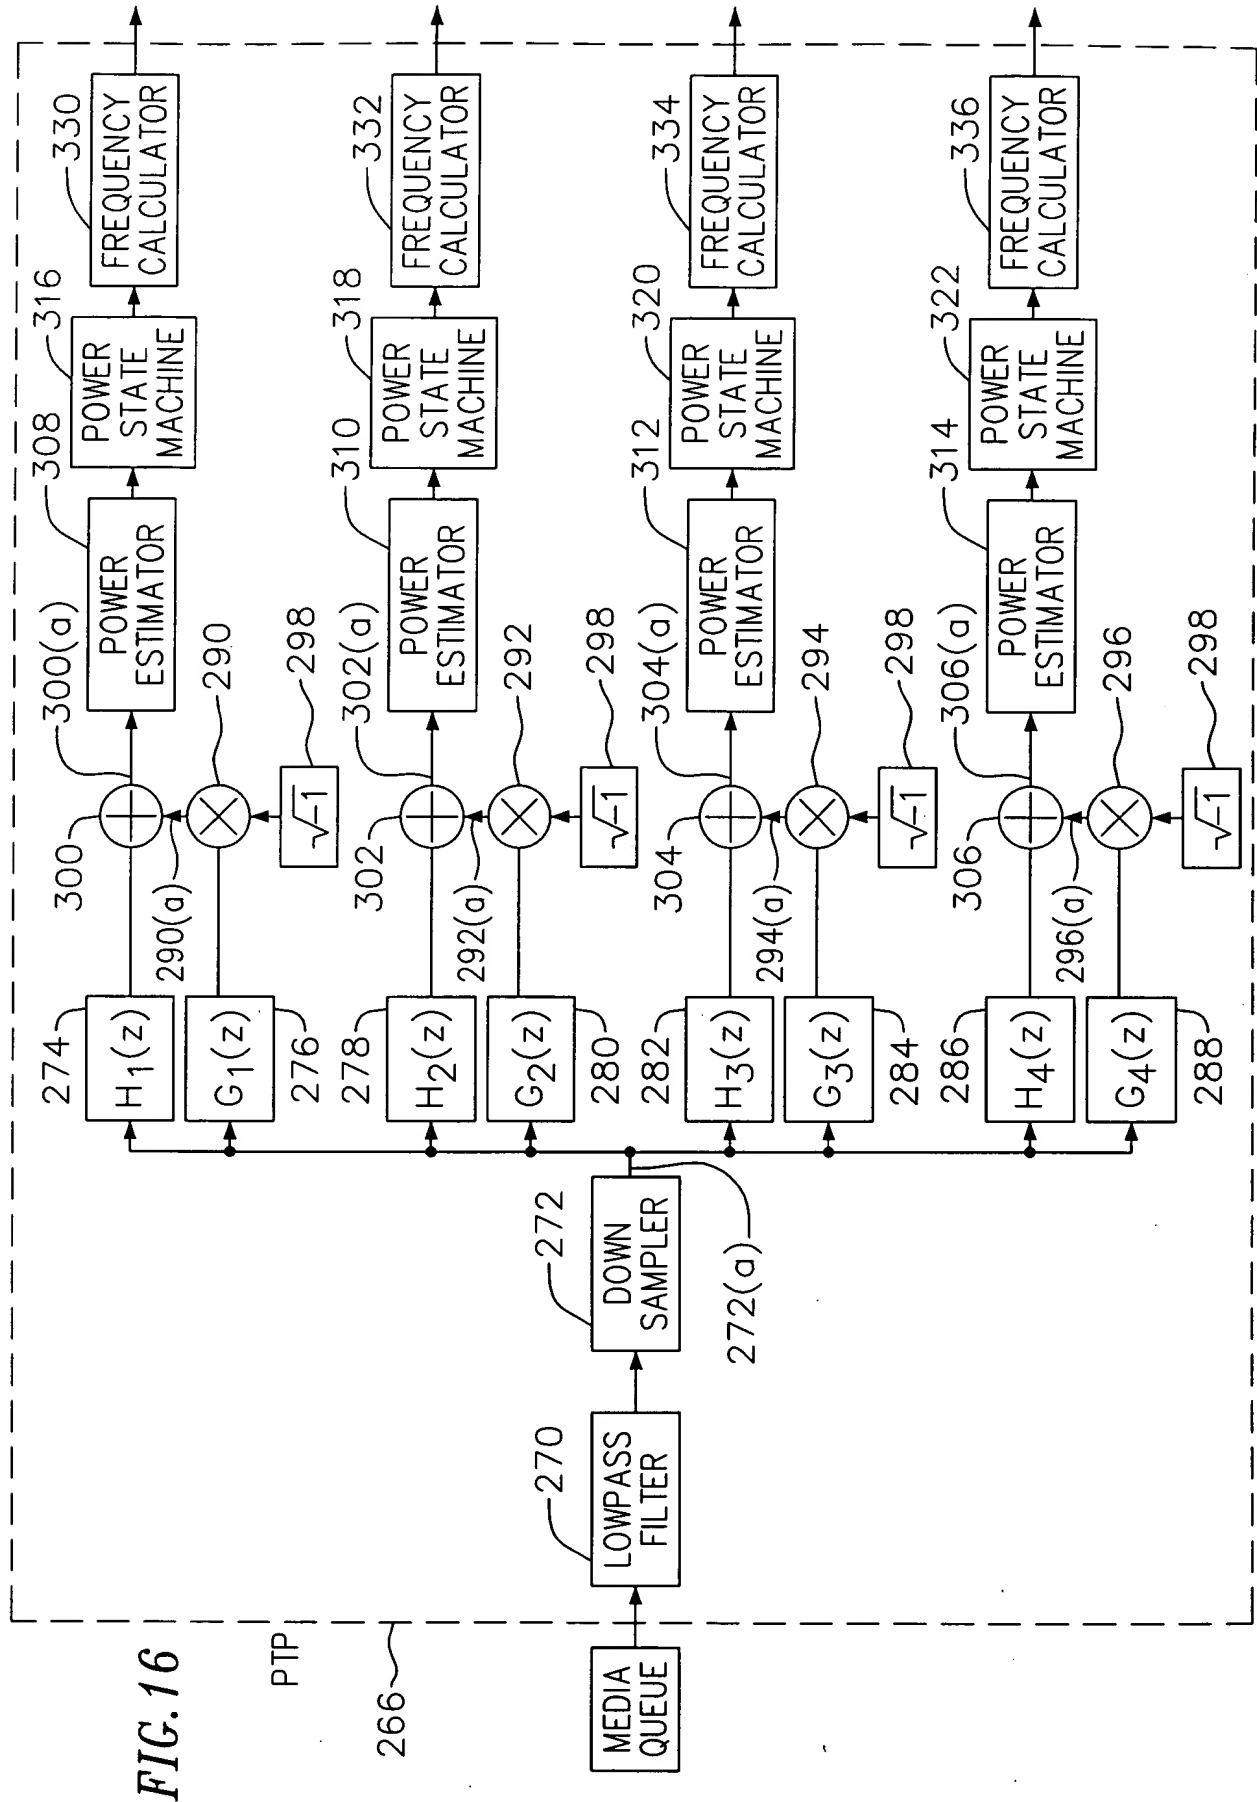 FIG.16
PTP
266
MEDIA
QUEUE
270
LOWPASS
FILTER
272
DOWN
SAMPLER
272(a)
274
H1(z)
276
G1(z)
290(a)
300
300(a)
290
√-1
298
308
POWER
ESTIMATOR
316
POWER
STATE
MACHINE
330
FREQUENCY
CALCULATOR
278
H2(z)
280
G2(z)
292(a)
302
302(a)
292
√-1
298
310
POWER
ESTIMATOR
318
POWER
STATE
MACHINE
332
FREQUENCY
CALCULATOR
282
H3(z)
284
G3(z)
294(a)
304
304(a)
294
√-1
298
312
POWER
ESTIMATOR
320
POWER
STATE
MACHINE
334
FREQUENCY
CALCULATOR
286
H4(z)
288
G4(z)
296(a)
306
306(a)
296
√-1
298
314
POWER
ESTIMATOR
322
POWER
STATE
MACHINE
336
FREQUENCY
CALCULATOR